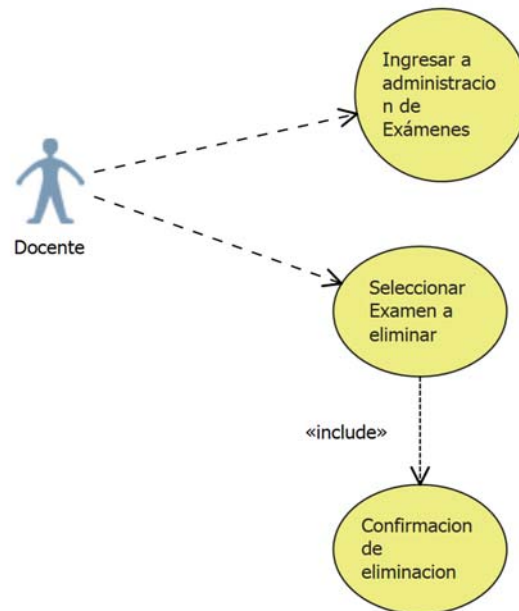 Ingresar a
administracio
n de
Exámenes
Docente
Seleccionar
Examen a
eliminar
«include»
Confirmacion
de
eliminacion